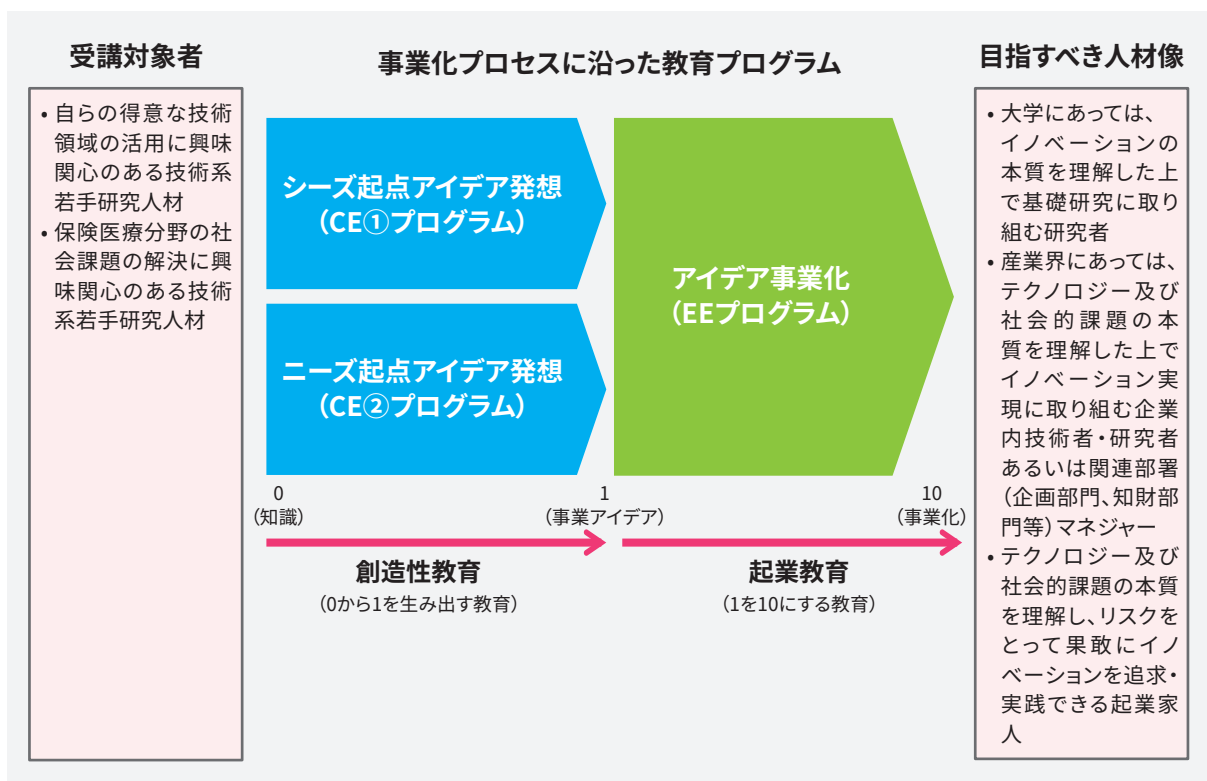 受講対象者
• 自らの得意な技術
領域の活用に興味
関心のある技術系
若手研究人材
• 保険医療分野の社
会課題の解決に興
味関心のある技術
系若手研究人材
事業化プロセスに沿った教育プログラム
シーズ起点アイデア発想
（CE①プログラム）
ニーズ起点アイデア発想
（CE②プログラム）
アイデア事業化
（EEプログラム）
0
（知識）
1
（事業アイデア）
10
（事業化）
創造性教育
（0から1を生み出す教育）
起業教育
（1を10にする教育）
目指すべき人材像
• 大学にあっては、
イノベーションの
本質を理解した上
で基礎研究に取り
組む研究者
• 産業界にあっては、
テクノロジー及び
社会的課題の本
質を理解した上で
イノベーション実
現に取り組む企業
内技術者・研究者
あるいは関連部署
（企画部門、知財部
門等）マネジャー
• テクノロジー及び
社会的課題の本質
を理解し、リスクを
とって果敢にイノ
ベーションを追求・
実践できる起業家
人